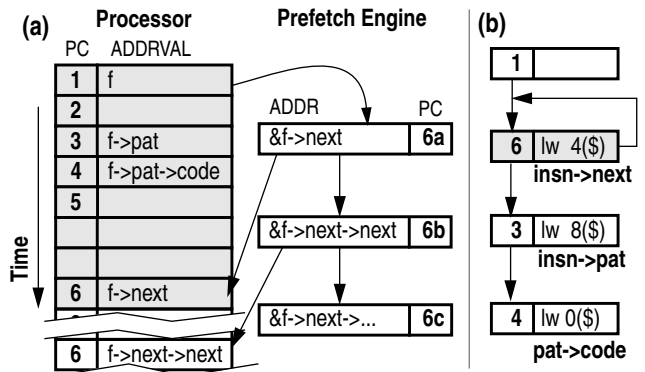 (a)
Processor
Prefetch Engine
PC ADDRVAL
1 f
2
3 f->pat
4 f->pat->code
5
6 f->next
6 f->next->next
Time
ADDR PC
&f->next 6a
&f->next->next 6b
&f->next->... 6c
(b)
1
6 lw 4($)
insn->next
3 lw 8($)
insn->pat
4 lw 0($)
pat->code